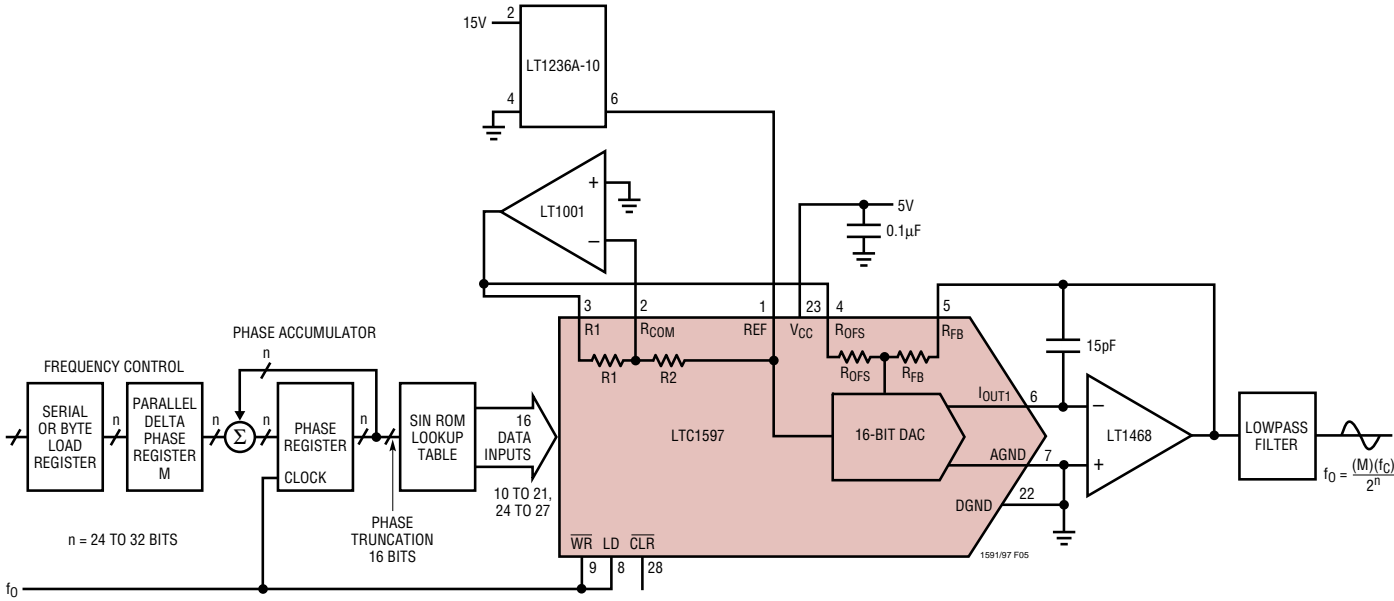 2
15V
LT1236A-10
4
6
+
LT1001
–
5V
0.1µF
3
2
1
23
4
5
R1
RCOM
REF
VCC
ROFS
RFB
15pF
R1
R2
ROFS
RFB
PHASE ACCUMULATOR
n
FREQUENCY CONTROL
SERIAL
OR BYTE
LOAD
REGISTER
n
PARALLEL
DELTA
PHASE
REGISTER
M
n
Σ
n
PHASE
REGISTER
CLOCK
n
SIN ROM
LOOKUP
TABLE
16
DATA
INPUTS
10 TO 21,
24 TO 27
LTC1597
16-BIT DAC
IOUT1
6
–
LT1468
AGND
7
+
DGND
22
LOWPASS
FILTER
fO = (M)(fC)
2n
n = 24 TO 32 BITS
PHASE
TRUNCATION
16 BITS
WR
LD
CLR
9
8
28
1591/97 F05
fO